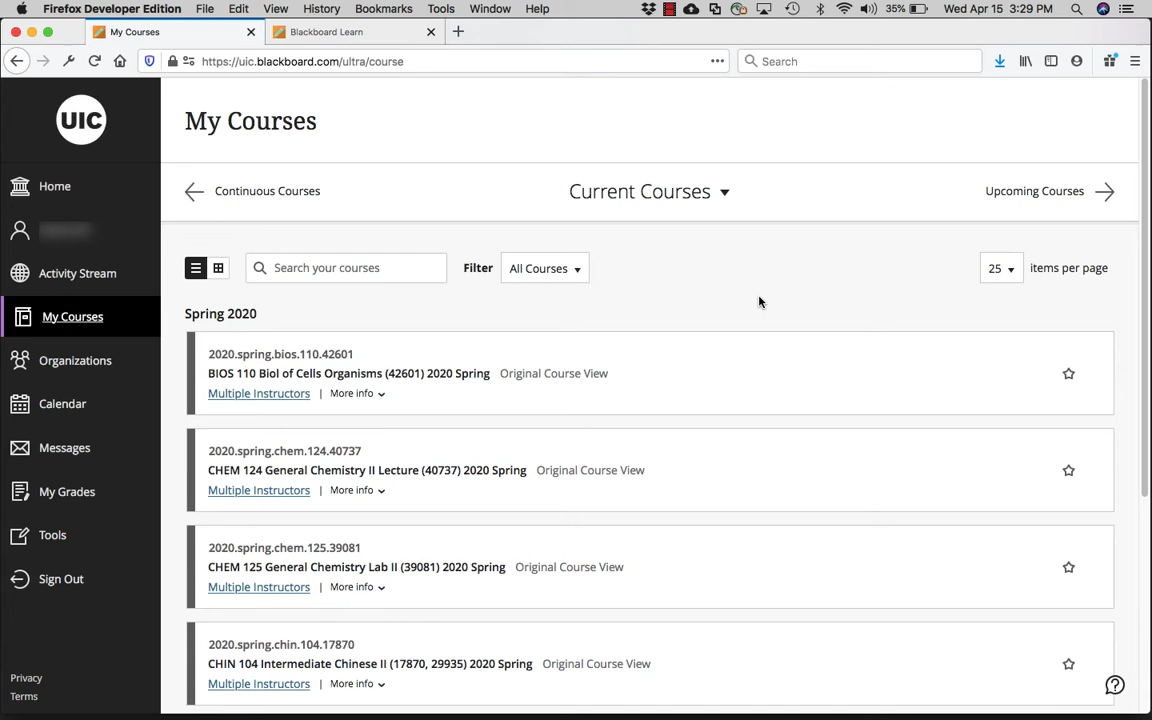 Firefox Developer Edition File Edit View History Bookmarks Tools Window Help 35% Wed Apr 15 3:29 PM
My Courses Blackboard Learn
https://uic.blackboard.com/ultra/course Search
UIC
My Courses
Continuous Courses Current Courses Upcoming Courses
Home
Activity Stream
My Courses
Organizations
Calendar
Messages
My Grades
Tools
Sign Out
Privacy
Terms
Search your courses Filter All Courses 25 items per page
Spring 2020
2020.spring.bios.110.42601
BIOS 110 Biol of Cells Organisms (42601) 2020 Spring Original Course View
Multiple Instructors | More info
2020.spring.chem.124.40737
CHEM 124 General Chemistry II Lecture (40737) 2020 Spring Original Course View
Multiple Instructors | More info
2020.spring.chem.125.39081
CHEM 125 General Chemistry Lab II (39081) 2020 Spring Original Course View
Multiple Instructors | More info
2020.spring.chin.104.17870
CHIN 104 Intermediate Chinese II (17870, 29935) 2020 Spring Original Course View
Multiple Instructors | More info